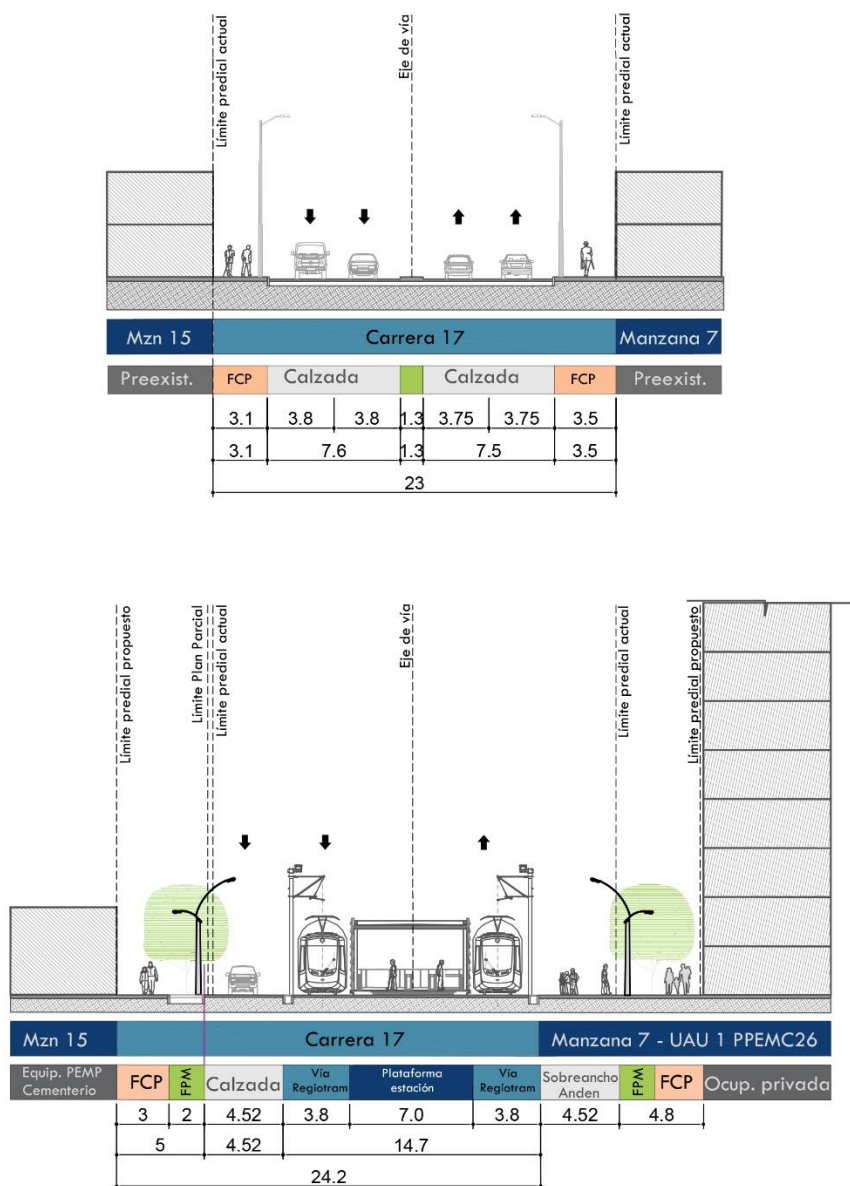 Límite predial actual
Eje de vía
Límite predial actual
Mzn 15
Carrera 17
Manzana 7
Preexist.
FCP
Calzada
Calzada
FCP
Preexist.
3.1
3.8
3.8
1.3
3.75
3.75
3.5
3.1
7.6
1.3
7.5
3.5
23
Límite predial propuesto
Límite Plan Parcial
Límite predial actual
Eje de vía
Límite predial actual
Límite predial propuesto
Mzn 15
Carrera 17
Manzana 7 - UAU 1 PPEMC26
Equip. PEMP
Cementerio
FCP
FPM
Calzada
Vía
Regiotram
Plataforma
estación
Vía
Regiotram
Sobreancho
Anden
FPM
FCP
Ocup. privada
3
2
4.52
3.8
7.0
3.8
4.52
4.8
5
4.52
14.7
24.2